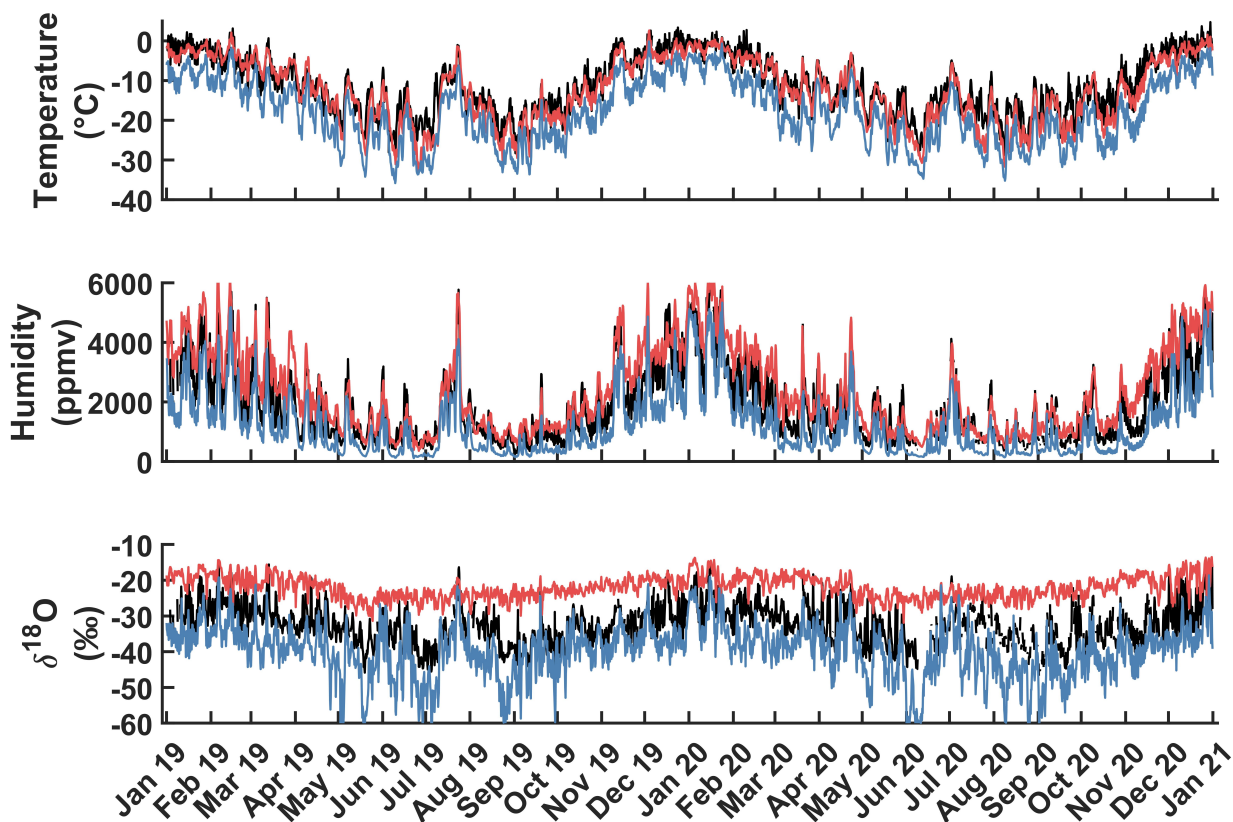 Temperature
(°C)
0
-10
-20
-30
-40
Humidity
(ppmv)
6000
4000
2000
0
δ18O
(‰)
-10
-20
-30
-40
-50
-60
Jan 19
Feb 19
Mar 19
Apr 19
May 19
Jun 19
Jul 19
Aug 19
Sep 19
Oct 19
Nov 19
Dec 19
Jan 20
Feb 20
Mar 20
Apr 20
May 20
Jun 20
Jul 20
Aug 20
Sep 20
Oct 20
Nov 20
Dec 20
Jan 21